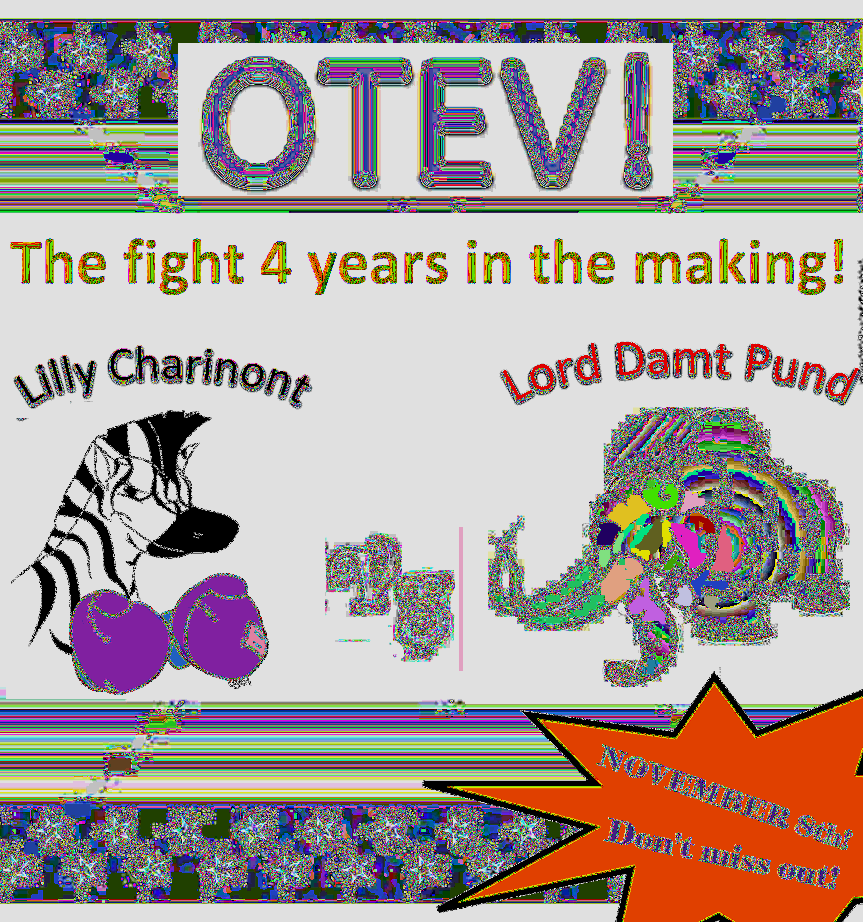 OTEV!
The fight 4 years in the making!
Lilly Charinont
Lord Damt Pund
NOVEMBER 8th!
Don't miss out!